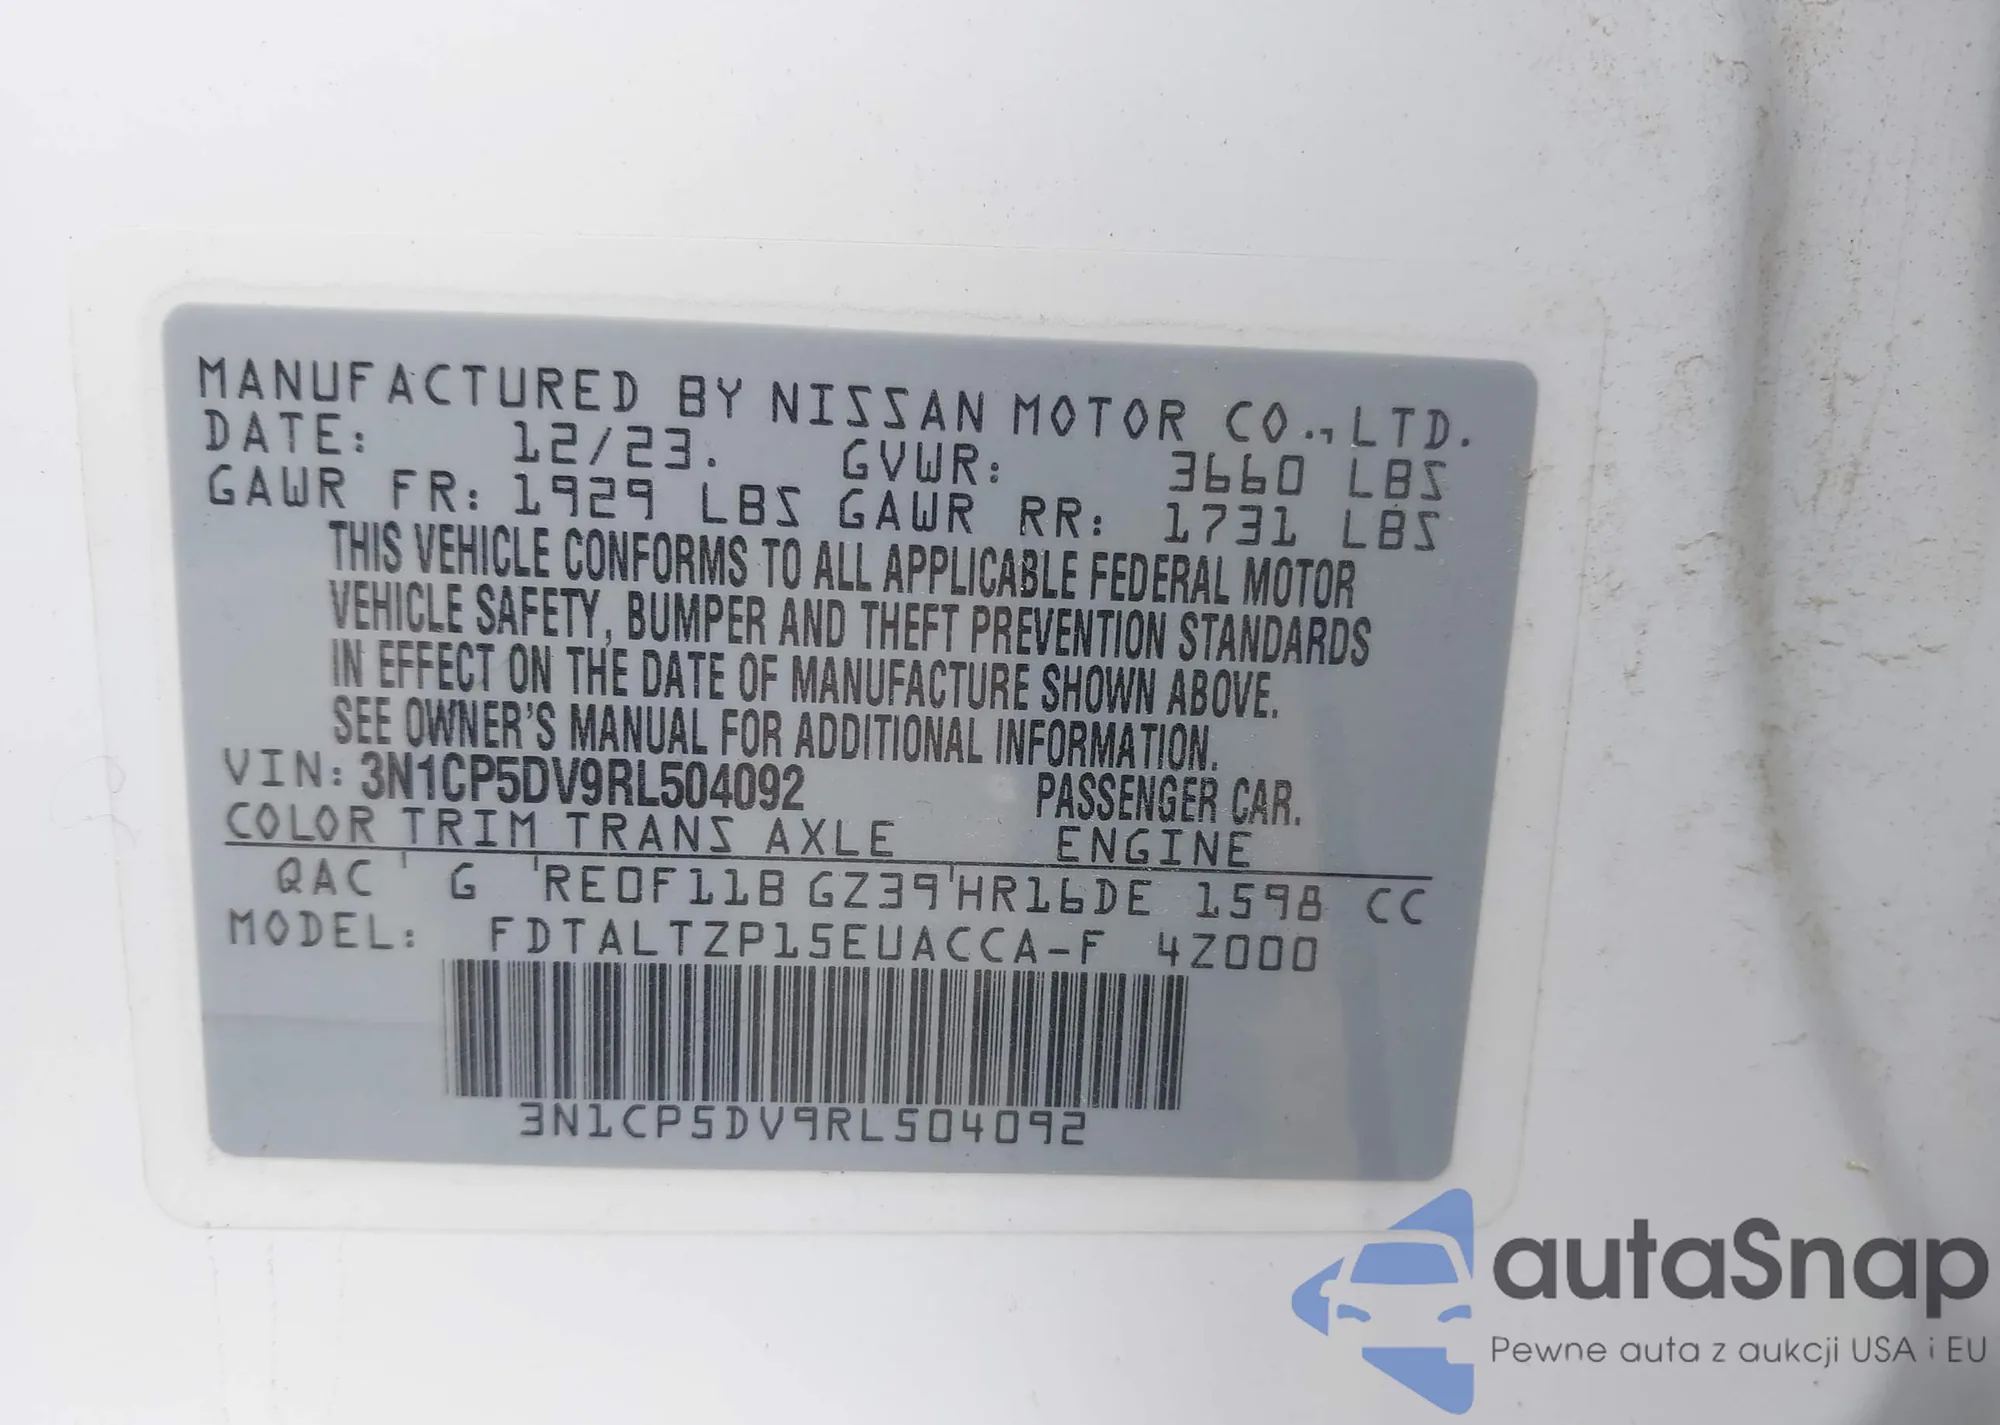 MANUFACTURED BY NISSAN MOTOR CO.,LTD.
DATE: 12/23. GVWR: 3660 LBS
GAWR FR: 1929 LBS GAWR RR: 1731 LBS
THIS VEHICLE CONFORMS TO ALL APPLICABLE FEDERAL MOTOR
VEHICLE SAFETY, BUMPER AND THEFT PREVENTION STANDARDS
IN EFFECT ON THE DATE OF MANUFACTURE SHOWN ABOVE.
SEE OWNER'S MANUAL FOR ADDITIONAL INFORMATION.
VIN: 3N1CP5DV9RL504092 PASSENGER CAR.
COLOR TRIM TRANS AXLE ENGINE
QAC ' G 'RE0F11B GZ39'HR16DE 1598 CC
MODEL: FDTALTZP15EUACCA-F 4Z000
3N1CP5DV9RL504092
autaSnap
Pewne auta z aukcji USA i EU